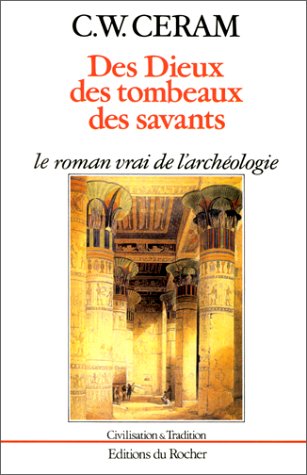 C.W. CERAM
Des Dieux
des tombeaux
des savants
le roman vrai de l'archéologie
Civilisation & Tradition
Editions du Rocher